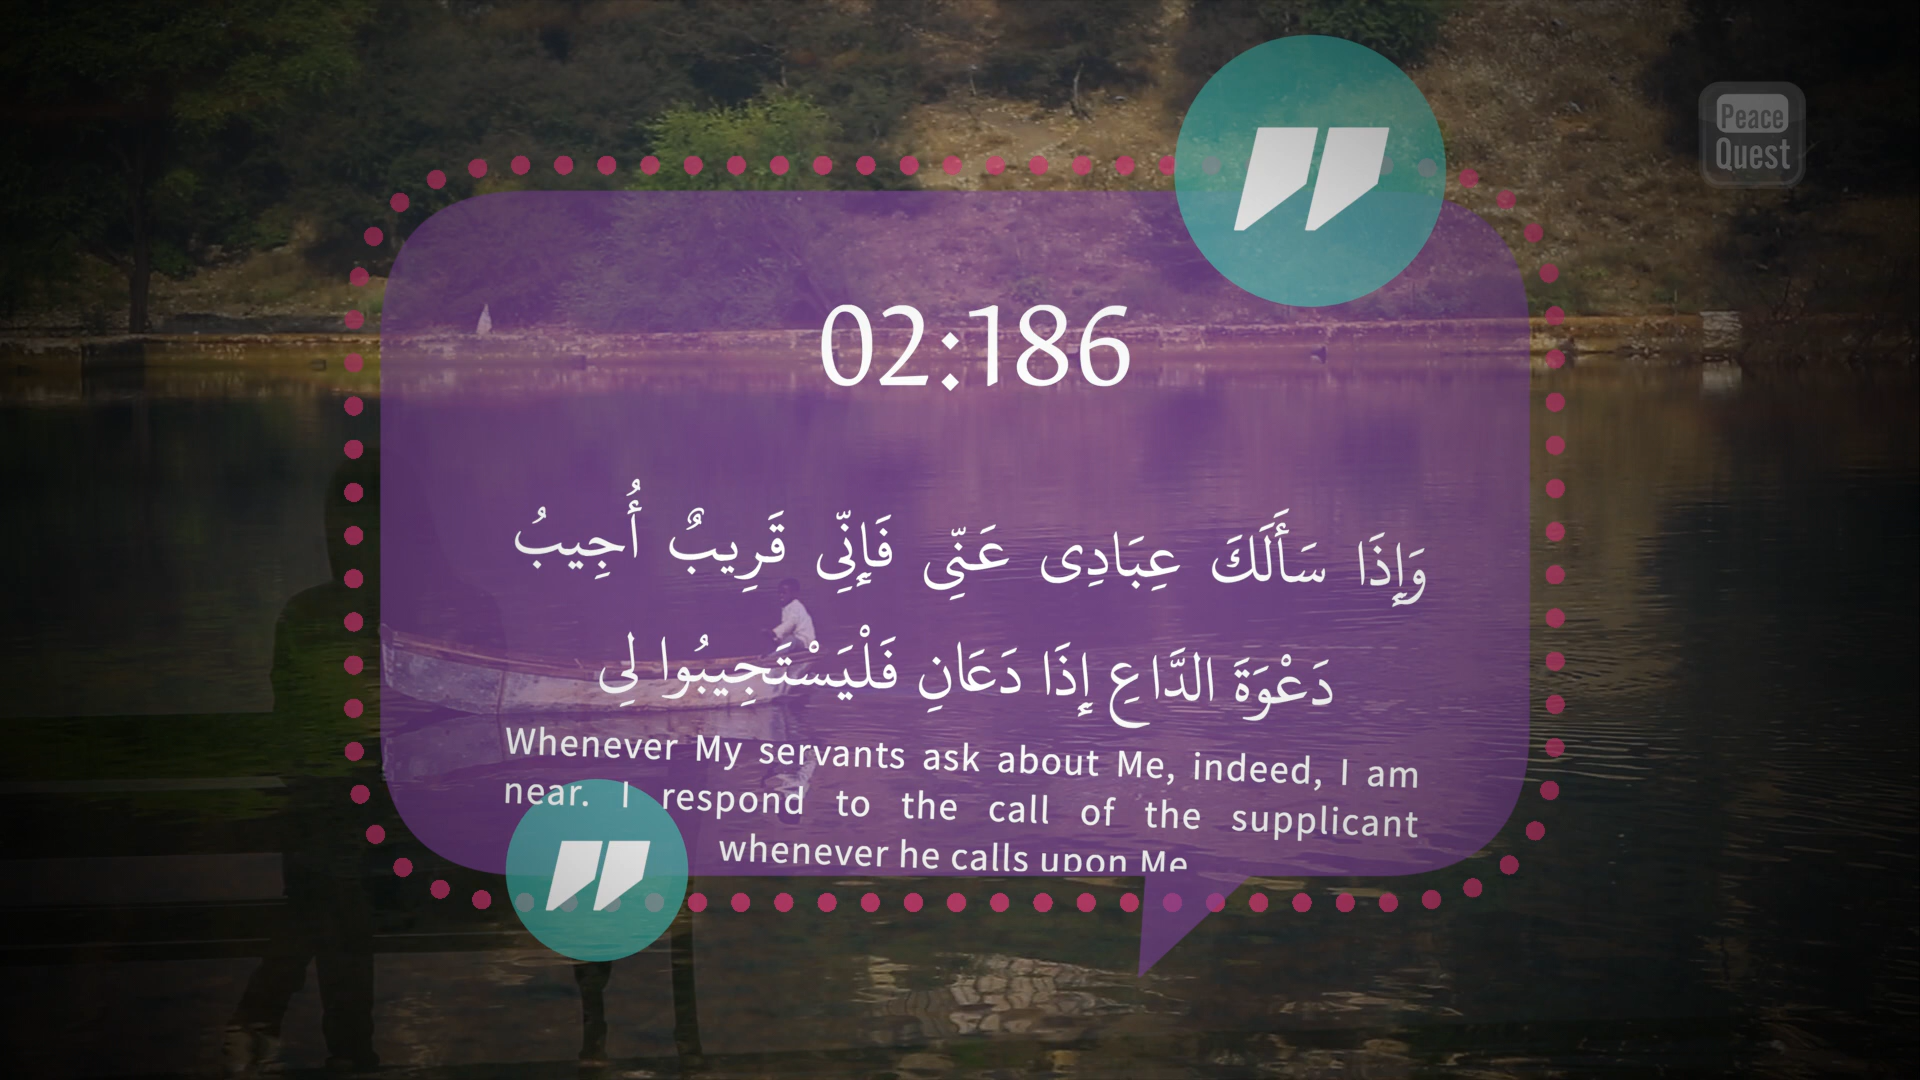 Peace
Quest
02:186
وَإِذَا سَأَلَكَ عِبَادِى عَنِّى فَإِنِّى قَرِيبٌ أُجِيبُ
دَعْوَةَ الدَّاعِ إِذَا دَعَانِ فَلْيَسْتَجِيبُوا لِى
Whenever My servants ask about Me, indeed, I am
near. I respond to the call of the supplicant
whenever he calls upon Me